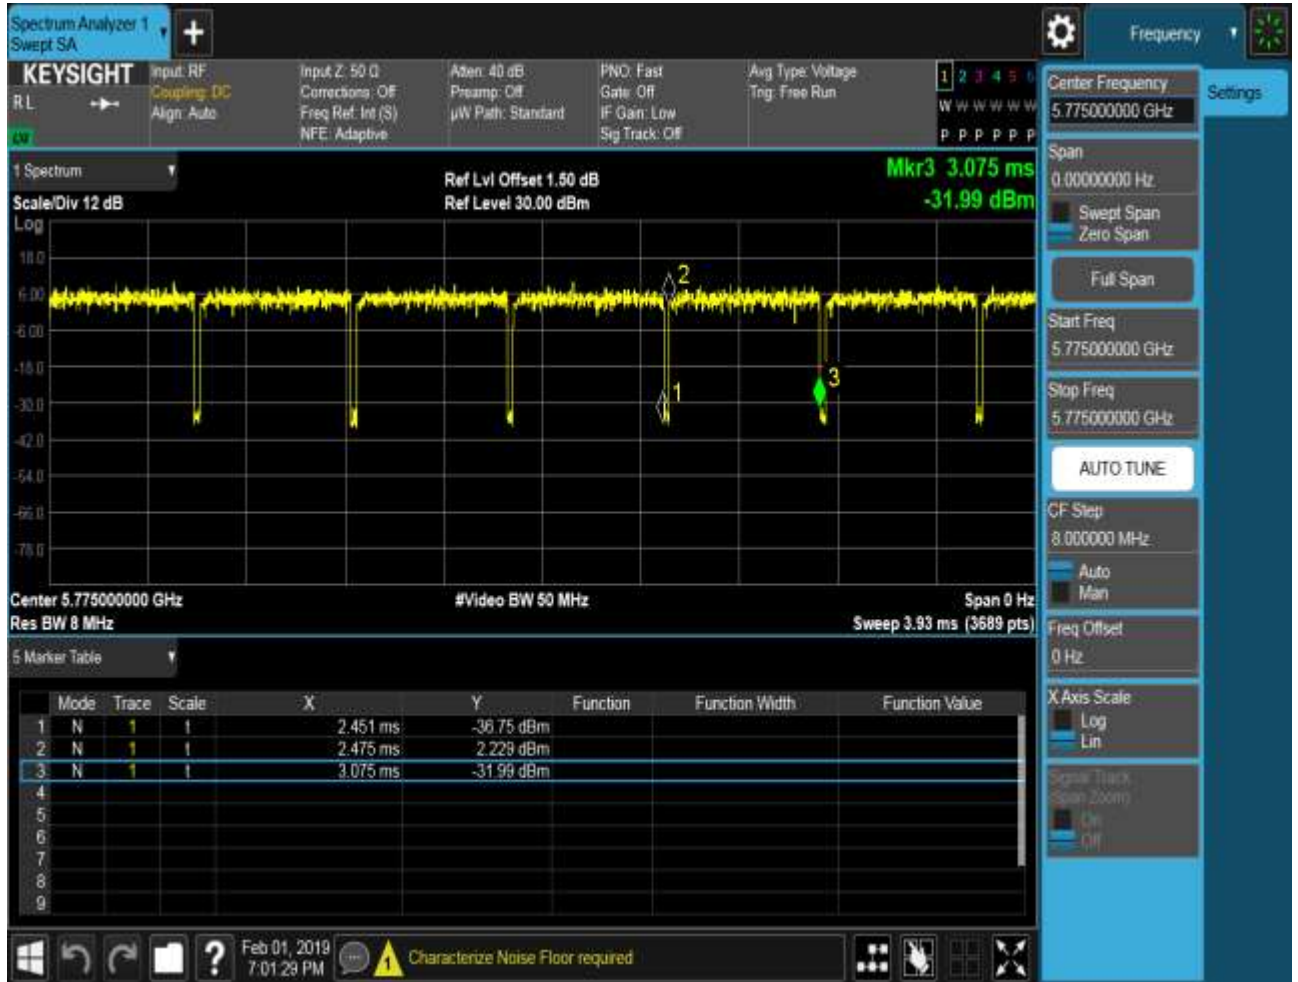 Spectrum Analyzer 1
Swept SA
Frequency
KEYSIGHT
R L
Input: RF
Coupling: DC
Align: Auto
Input Z: 50 Ω
Corrections: Off
Freq Ref: Int (S)
NFE: Adaptive
Atten: 40 dB
Preamp: Off
µW Path: Standard
PNO: Fast
Gate: Off
IF Gain: Low
Sig Track: Off
Avg Type: Voltage
Trig: Free Run
1 2 3 4 5 6
W W W W W W
P P P P P P
1 Spectrum
Scale/Div 12 dB
Log
Ref Lvl Offset 1.50 dB
Ref Level 30.00 dBm
Mkr3 3.075 ms
-31.99 dBm
18.0
6.00
-6.00
-18.0
-30.0
-42.0
-54.0
-66.0
-78.0
2
1
3
Center 5.775000000 GHz
#Video BW 50 MHz
Span 0 Hz
Res BW 8 MHz
Sweep 3.93 ms (3689 pts)
5 Marker Table
Mode Trace Scale X Y Function Function Width Function Value
1 N 1 t 2.451 ms -36.75 dBm
2 N 1 t 2.475 ms 2.229 dBm
3 N 1 t 3.075 ms -31.99 dBm
4
5
6
7
8
9
Center Frequency
5.775000000 GHz
Settings
Span
0.00000000 Hz
Swept Span
Zero Span
Full Span
Start Freq
5.775000000 GHz
Stop Freq
5.775000000 GHz
AUTO TUNE
CF Step
8.000000 MHz
Auto
Man
Freq Offset
0 Hz
X Axis Scale
Log
Lin
Signal Track
(Span Zoom)
On
Off
?
Feb 01, 2019
7:01:29 PM
1
Characterize Noise Floor required